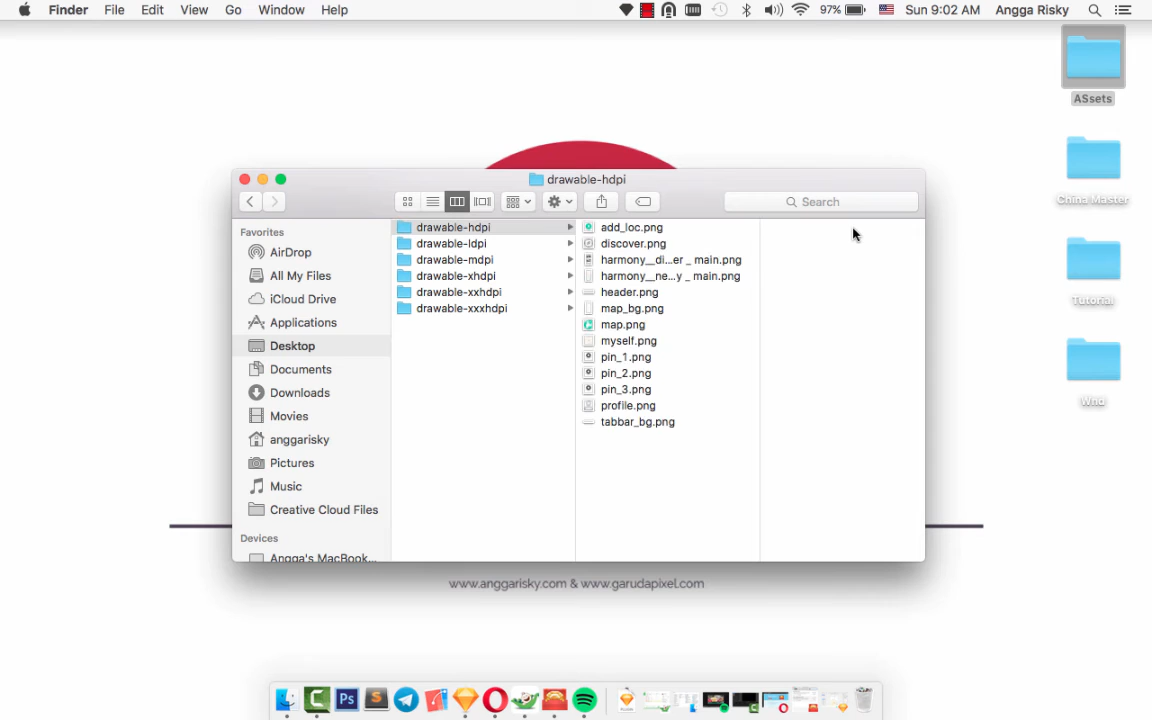 Finder File Edit View Go Window Help 97% Sun 9:02 AM Angga Risky
ASsets
China Master
Tutorial
drawable-hdpi
Search
Favorites
AirDrop
All My Files
iCloud Drive
Applications
Desktop
Documents
Downloads
Movies
anggarisky
Pictures
Music
Creative Cloud Files
Devices
Angga's MacBook...
drawable-hdpi
drawable-ldpi
drawable-mdpi
drawable-xhdpi
drawable-xxhdpi
drawable-xxxhdpi
add_loc.png
discover.png
harmony__di...er _ main.png
harmony__ne...y _ main.png
header.png
map_bg.png
map.png
myself.png
pin_1.png
pin_2.png
pin_3.png
profile.png
tabbar_bg.png
www.anggarisky.com & www.garudapixel.com
Ps
S